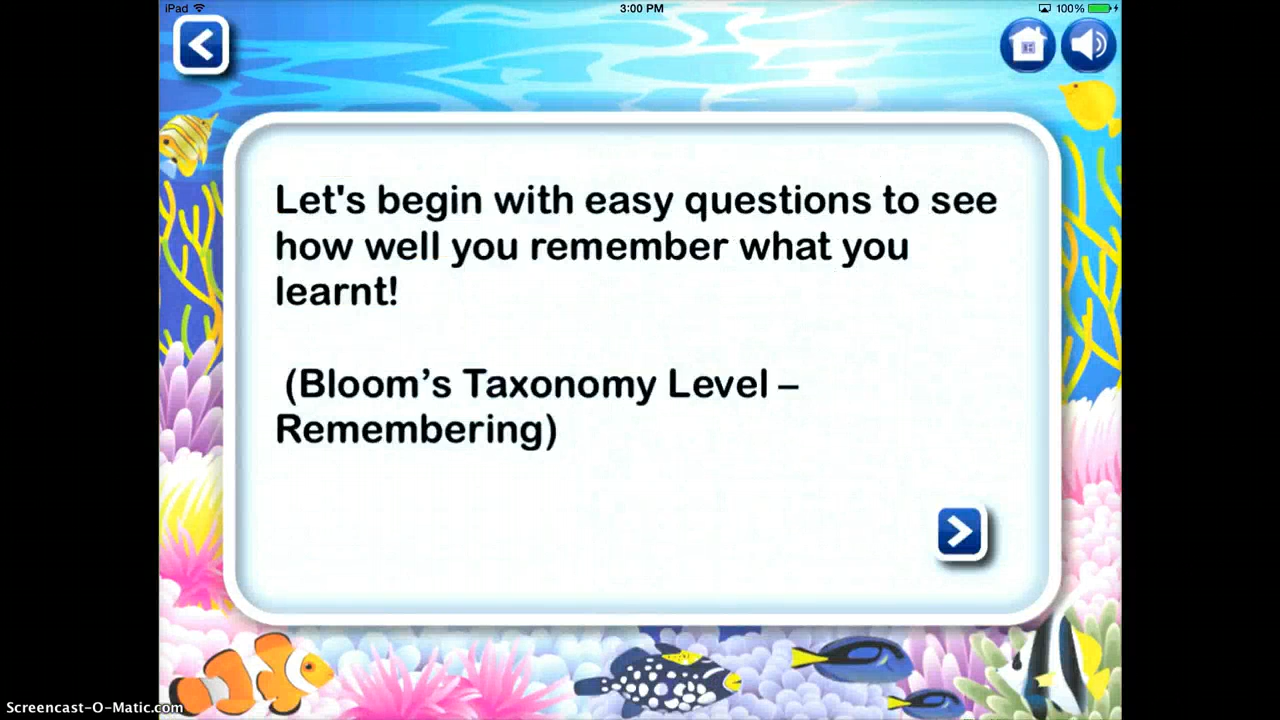 iPad 3:00 PM 100%
Let's begin with easy questions to see
how well you remember what you
learnt!
(Bloom’s Taxonomy Level –
Remembering)
Screencast-O-Matic.com